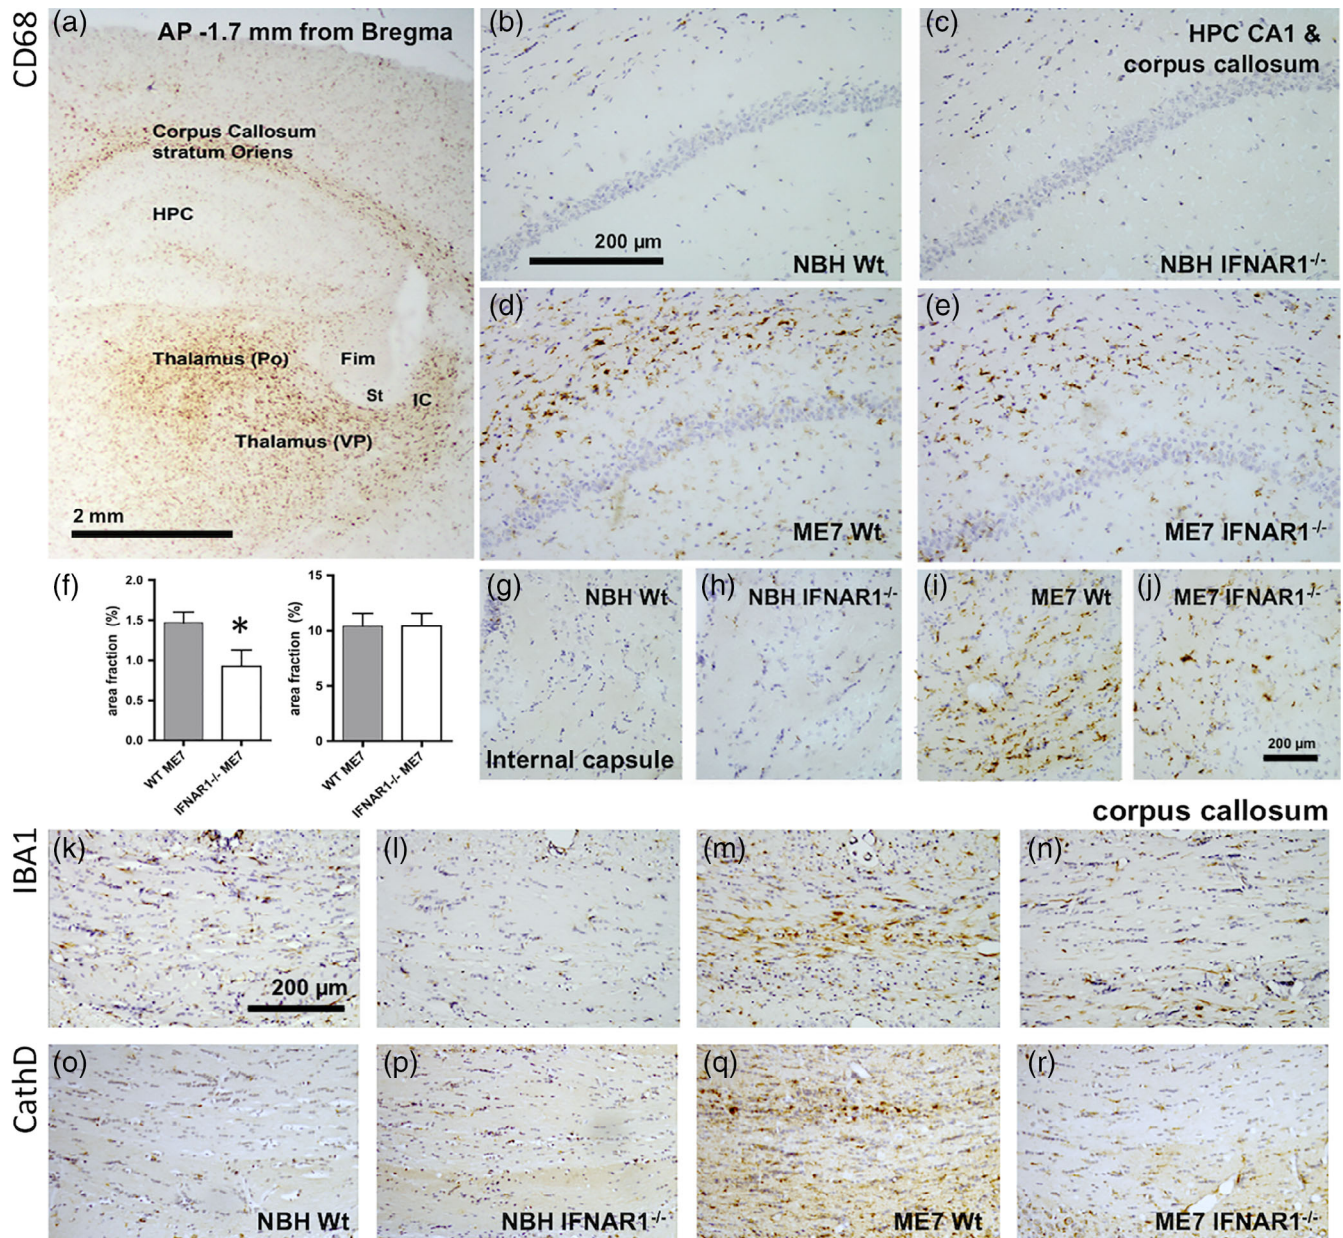 CD68
(a)
AP -1.7 mm from Bregma
Corpus Callosum
stratum Oriens
HPC
Thalamus (Po)
Fim
St
IC
Thalamus (VP)
2 mm
(b)
200 µm
NBH Wt
(c)
HPC CA1 &
corpus callosum
NBH IFNAR1-/-
(d)
ME7 Wt
(e)
ME7 IFNAR1-/-
(f)
area fraction (%)
2.0
1.5
1.0
0.5
0.0
*
WT ME7
IFNAR1-/- ME7
area fraction (%)
15
10
5
0
WT ME7
IFNAR1-/- ME7
(g)
NBH Wt
Internal capsule
(h)
NBH IFNAR1-/-
(i)
ME7 Wt
(j)
ME7 IFNAR1-/-
200 µm
corpus callosum
IBA1
(k)
200 µm
(l)
(m)
(n)
CathD
(o)
NBH Wt
(p)
NBH IFNAR1-/-
(q)
ME7 Wt
(r)
ME7 IFNAR1-/-